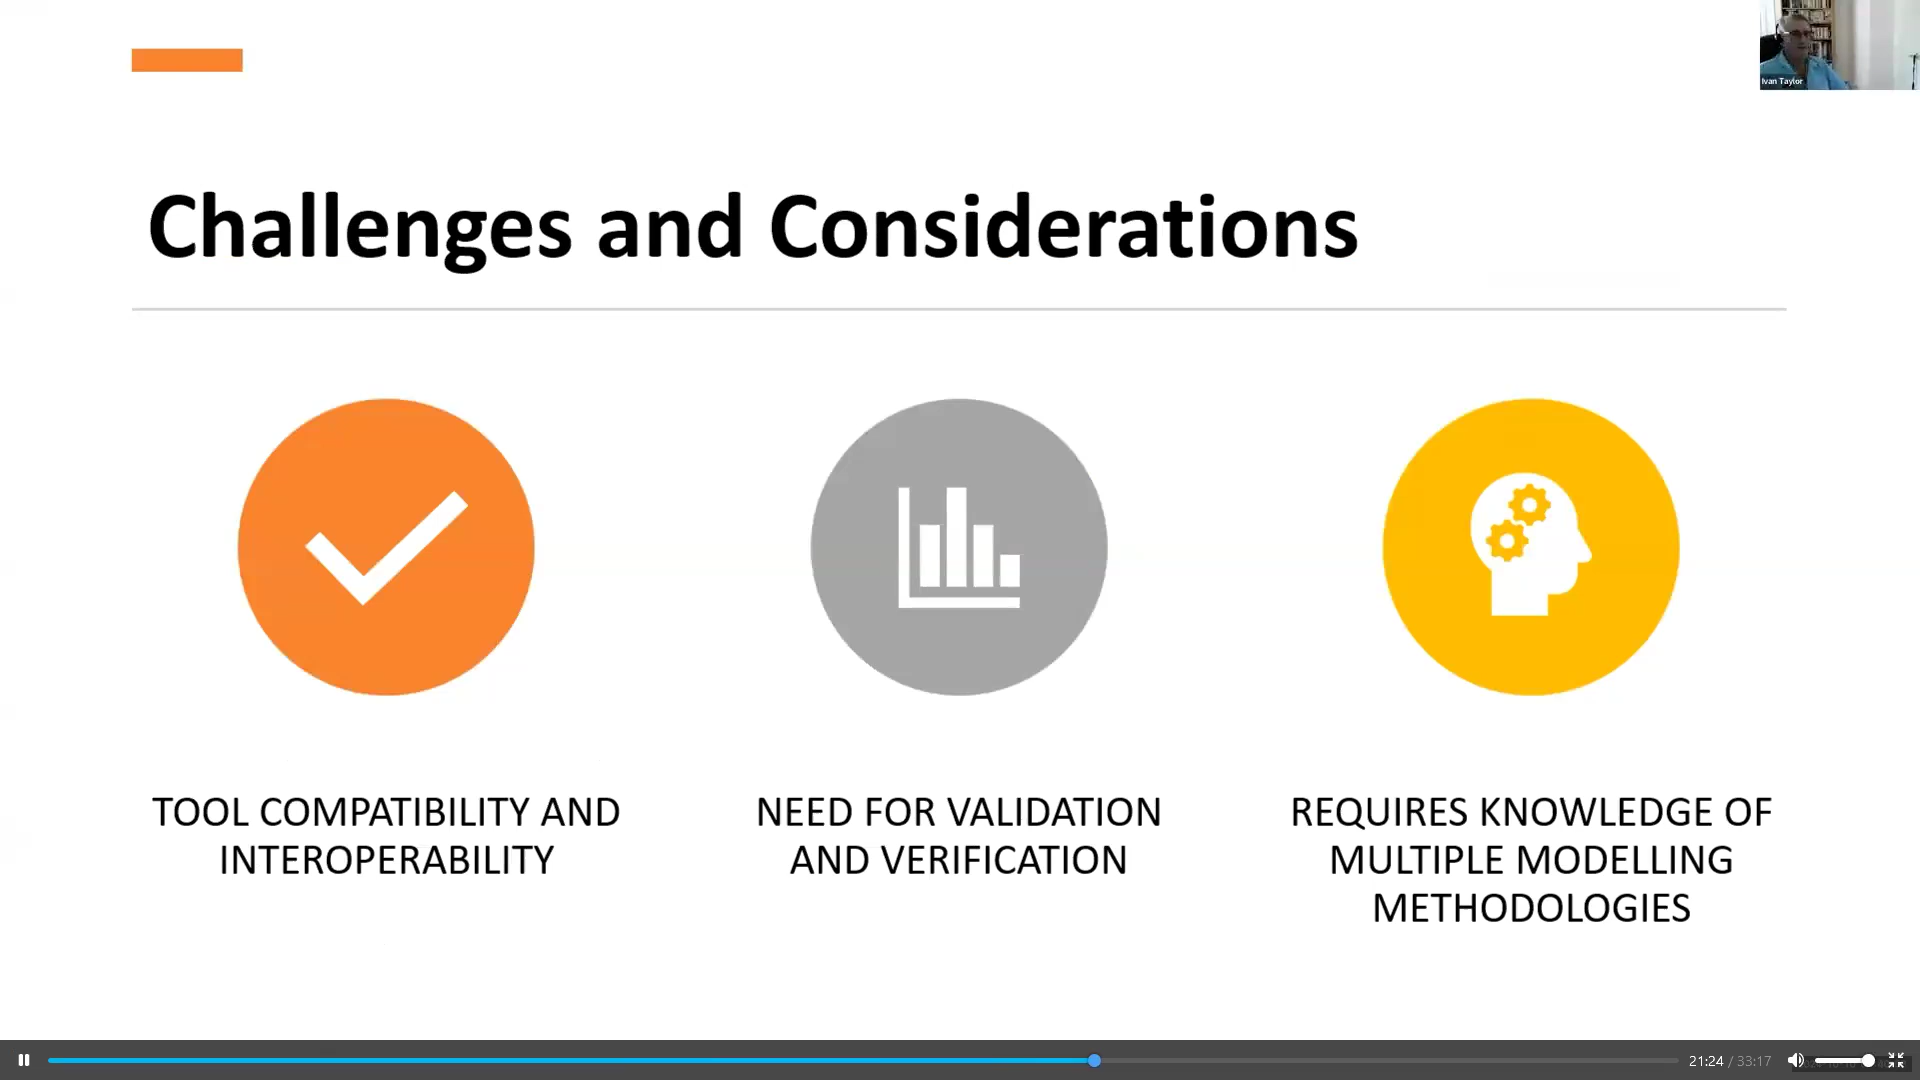 Ivan Taylor
Challenges and Considerations
TOOL COMPATIBILITY AND
INTEROPERABILITY
NEED FOR VALIDATION
AND VERIFICATION
REQUIRES KNOWLEDGE OF
MULTIPLE MODELLING
METHODOLOGIES
21:24 / 33:17